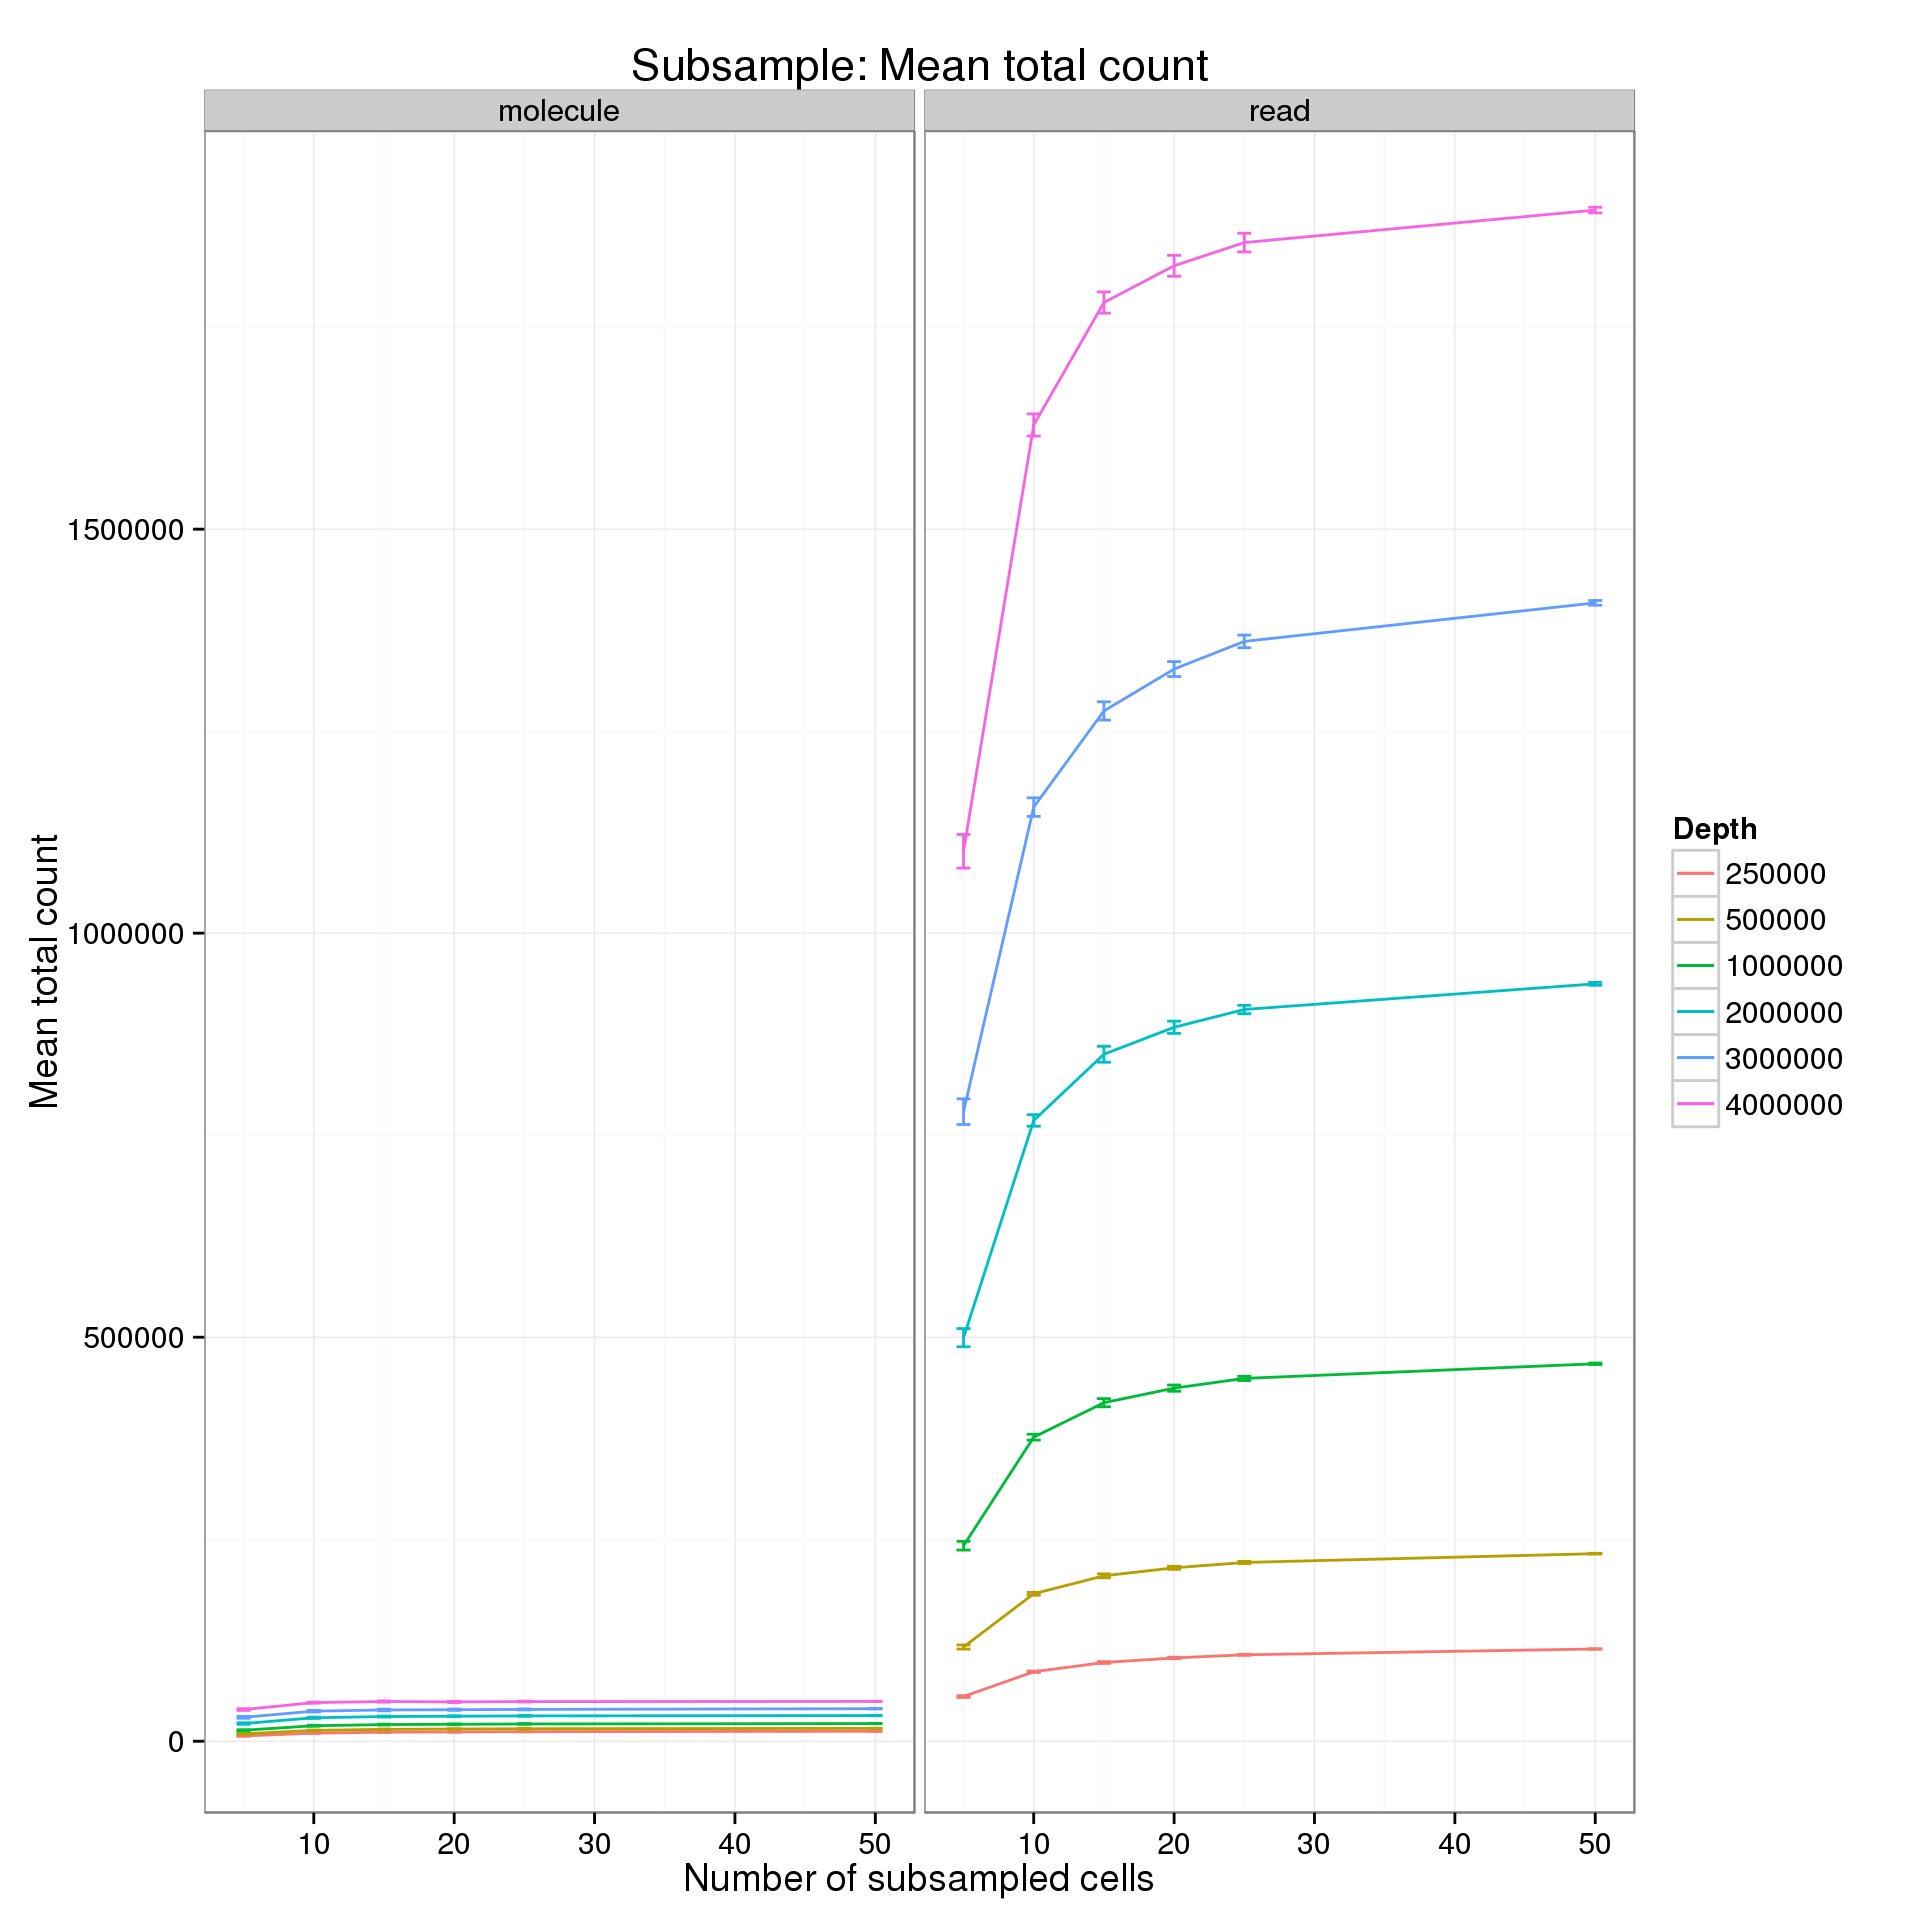 Subsample: Mean total count
molecule
read
Mean total count
1500000
1000000
500000
0
10 20 30 40 50
10 20 30 40 50
Number of subsampled cells
Depth
250000
500000
1000000
2000000
3000000
4000000